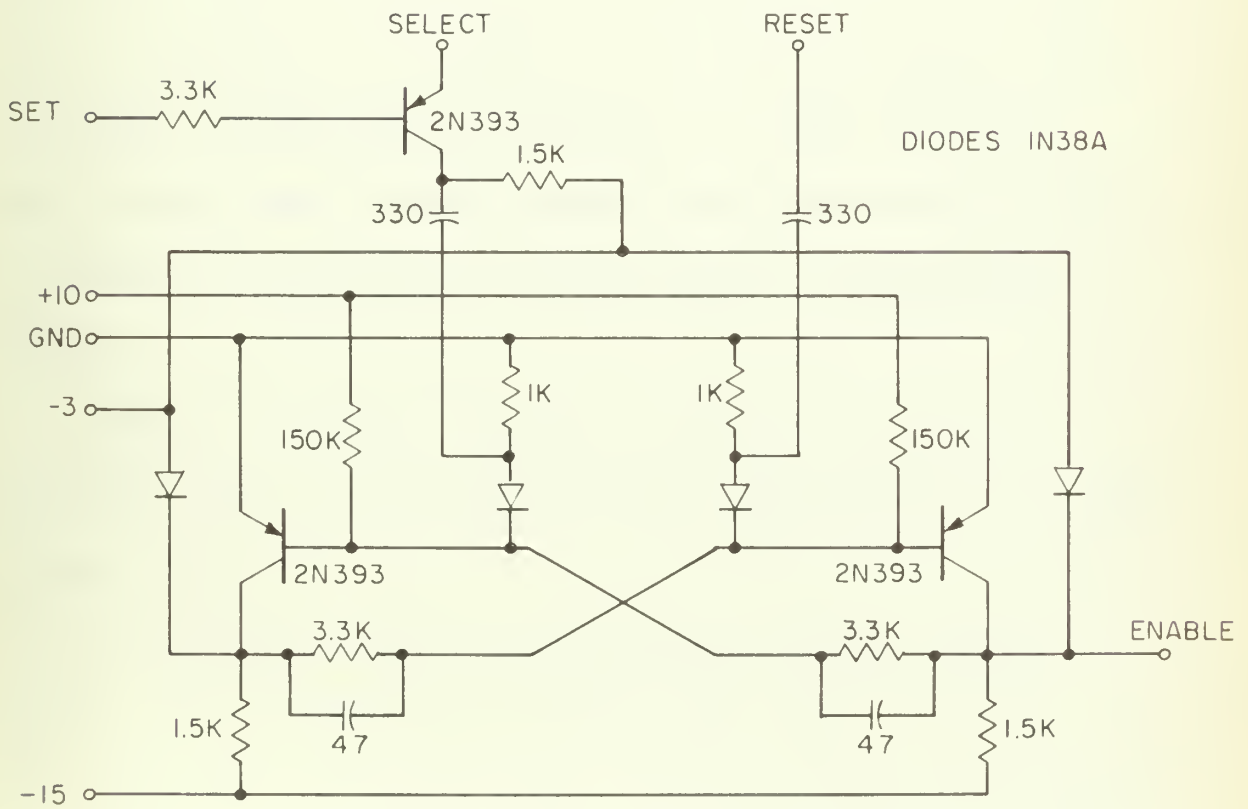 SELECT
RESET
3.3K
SET
2N393
DIODES IN38A
1.5K
330
330
+10
GND
1K
1K
-3
150K
150K
2N393
2N393
3.3K
3.3K
ENABLE
1.5K
47
47
1.5K
-15